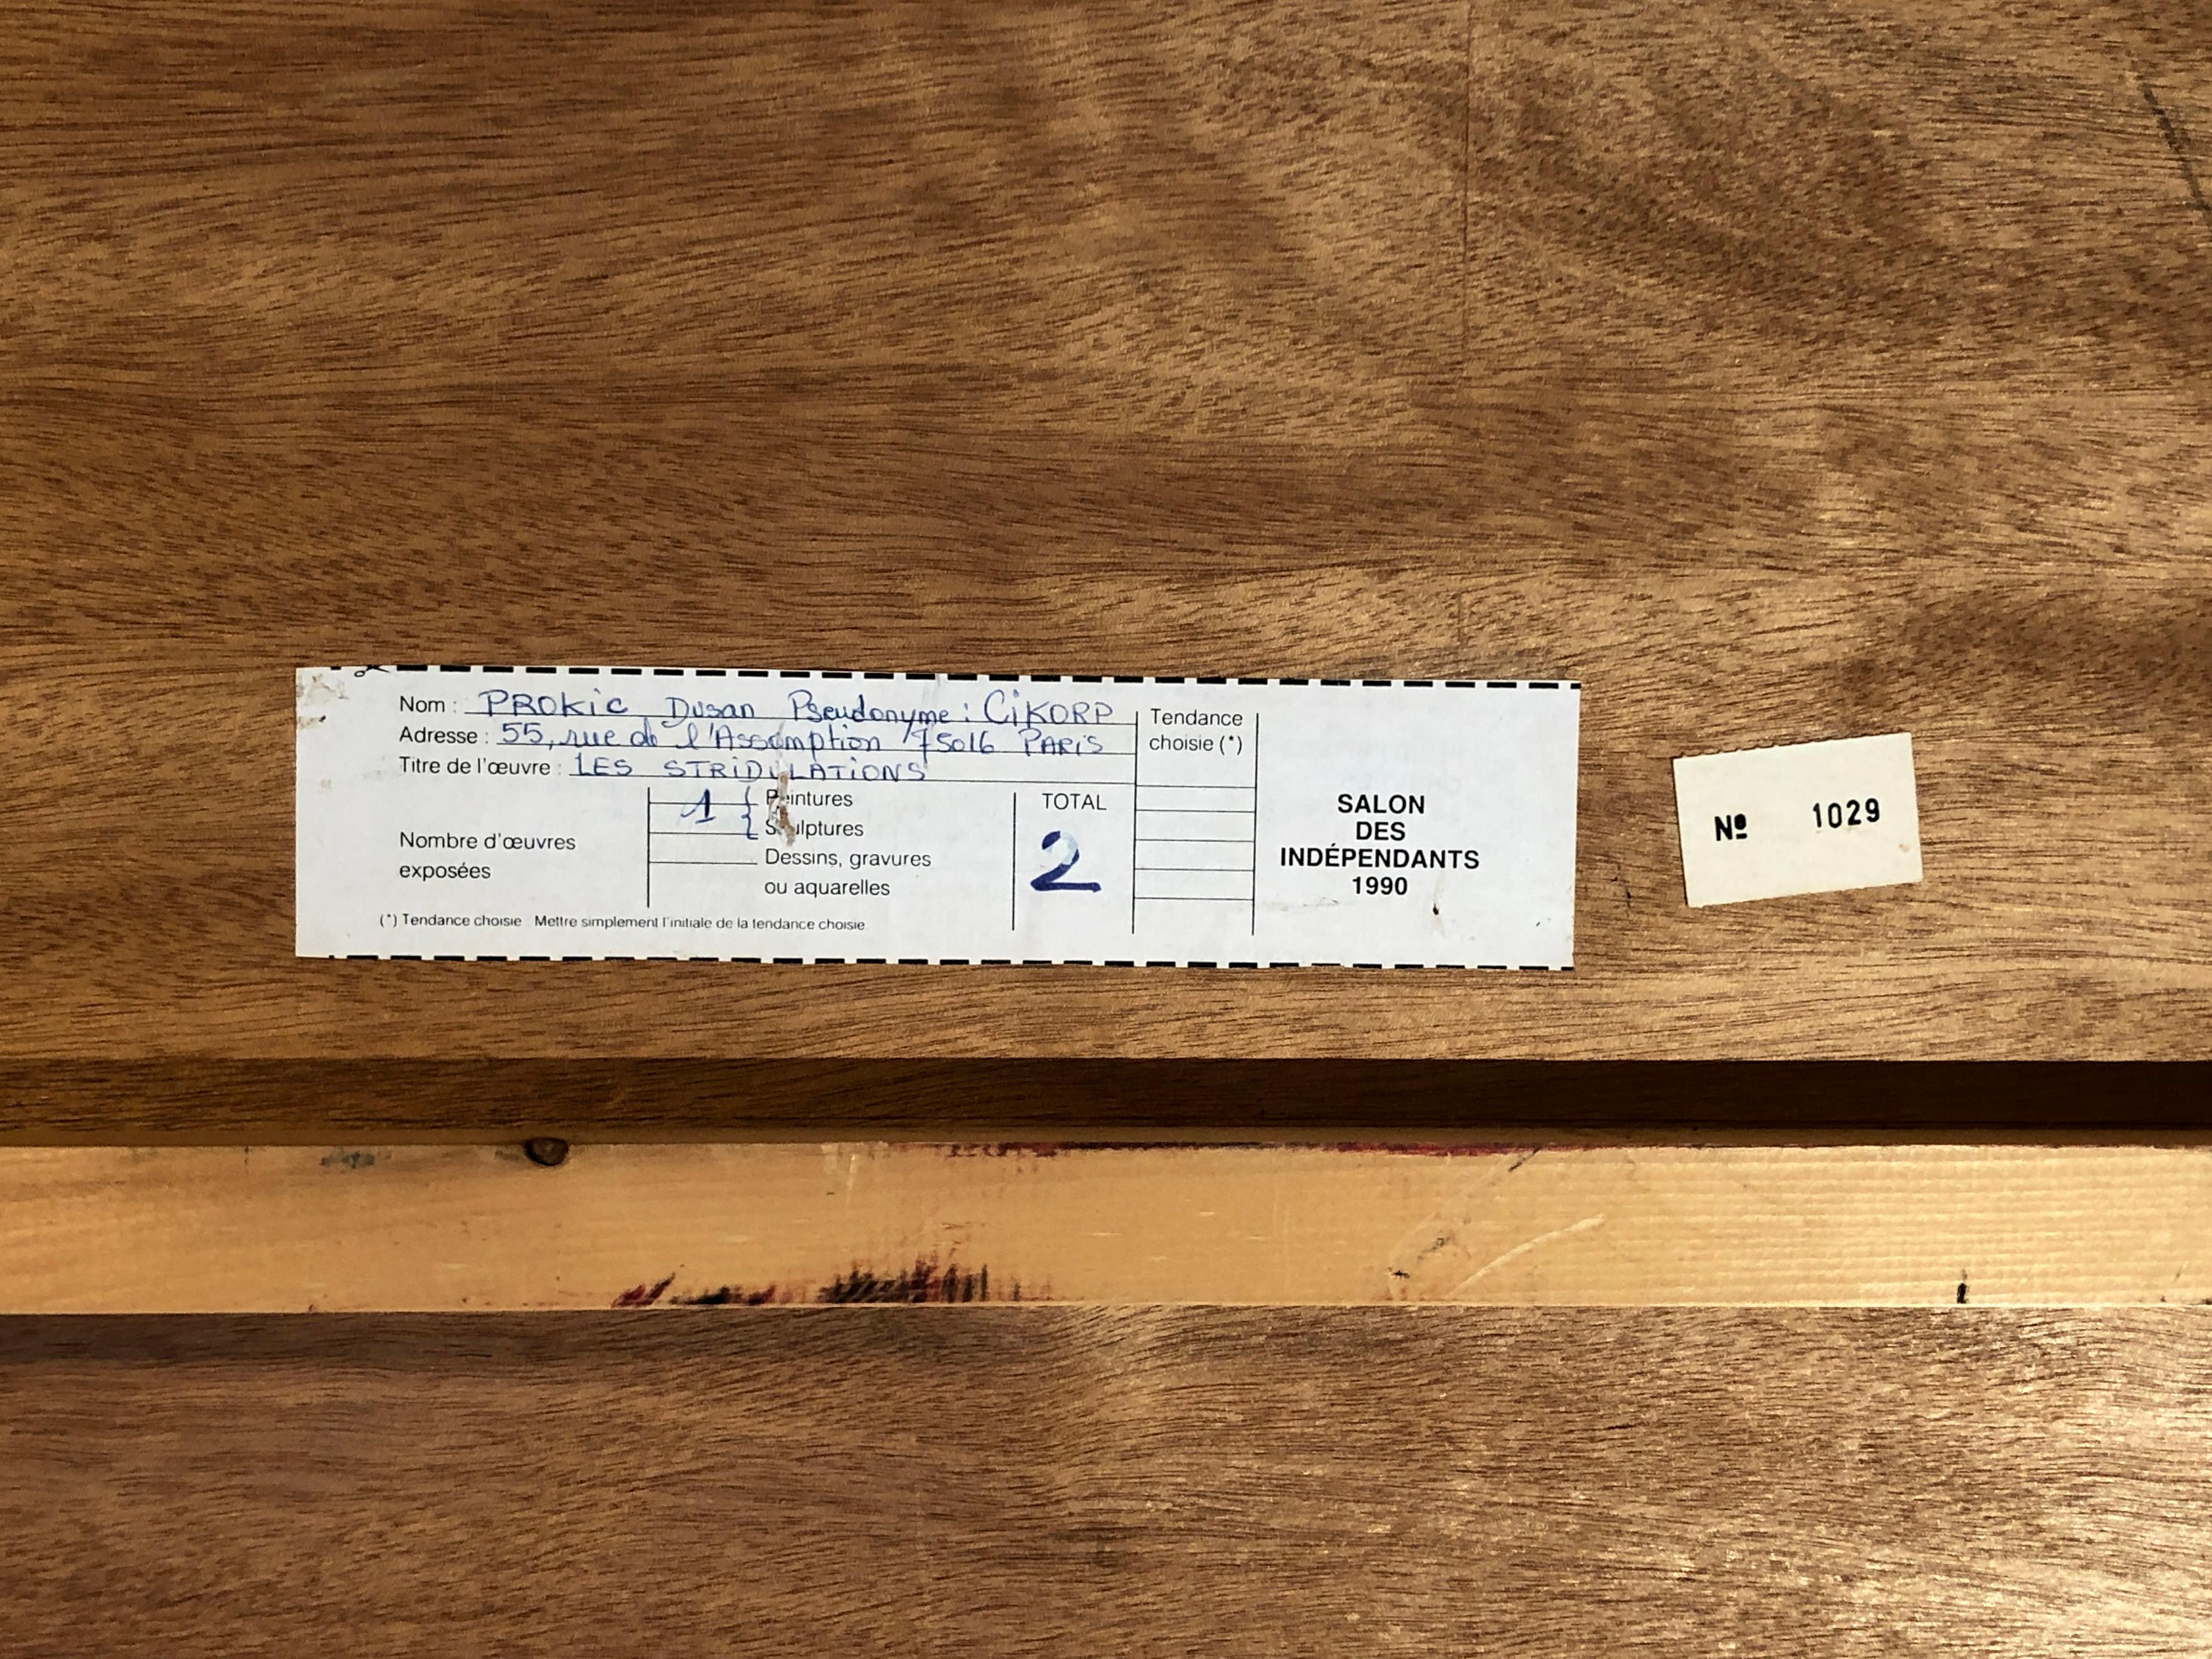 Nom : PROKIC Dusan Pseudonyme : CiKORP
Adresse : 55, rue de l'Assomption 75016 PARIS
Titre de l'œuvre : LES STRIDULATIONS
Tendance
choisie (*)
Nombre d'œuvres
exposées
1
Peintures
Sculptures
Dessins, gravures
ou aquarelles
TOTAL
2
(*) Tendance choisie Mettre simplement l'initiale de la tendance choisie
SALON
DES
INDÉPENDANTS
1990
Nº 1029